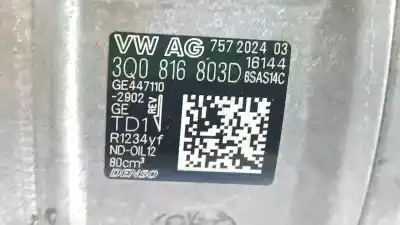 VW AG 757 2024 03
16144
3Q0 816 803D 6SAS14C
GE447110
-2902
GE REV
TD1
R1234yf
ND-OIL12
80cm³
DENSO